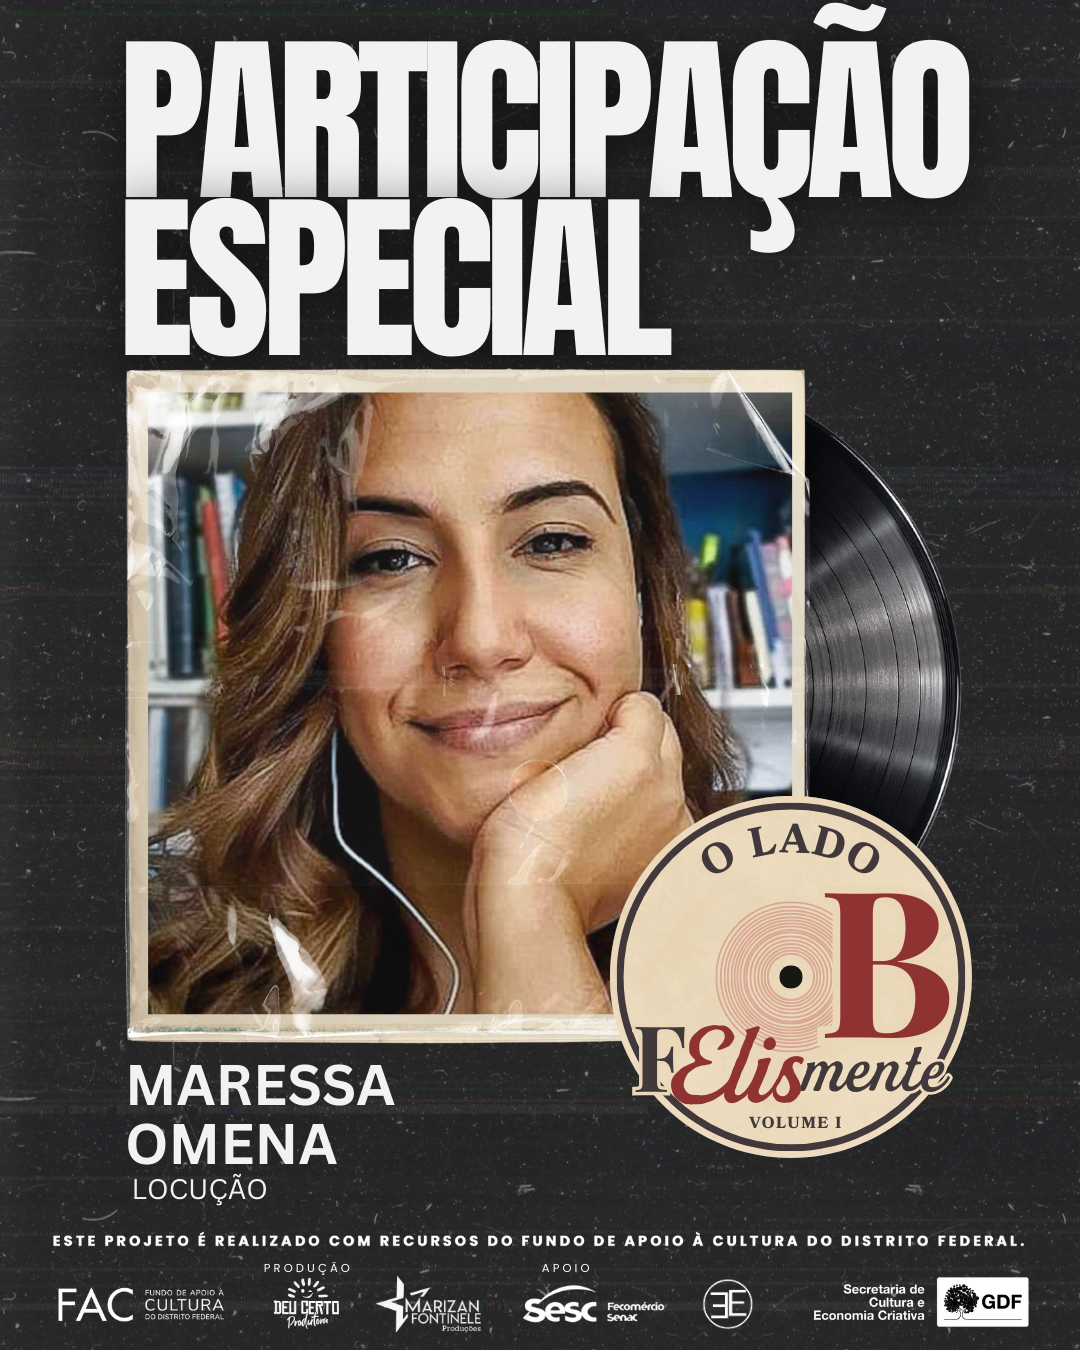 PARTICIPAÇÃO
ESPECIAL
O LADO
B
FElismente
VOLUME I
MARESSA
OMENA
LOCUÇÃO
ESTE PROJETO É REALIZADO COM RECURSOS DO FUNDO DE APOIO À CULTURA DO DISTRITO FEDERAL.
PRODUÇÃO
APOIO
FAC
FUNDO DE APOIO À
CULTURA
DO DISTRITO FEDERAL
DEU CERTO
Produtora
MARIZAN
FONTINELE
Produções
Sesc
Fecomércio
Senac
Secretaria de
Cultura e
Economia Criativa
GDF